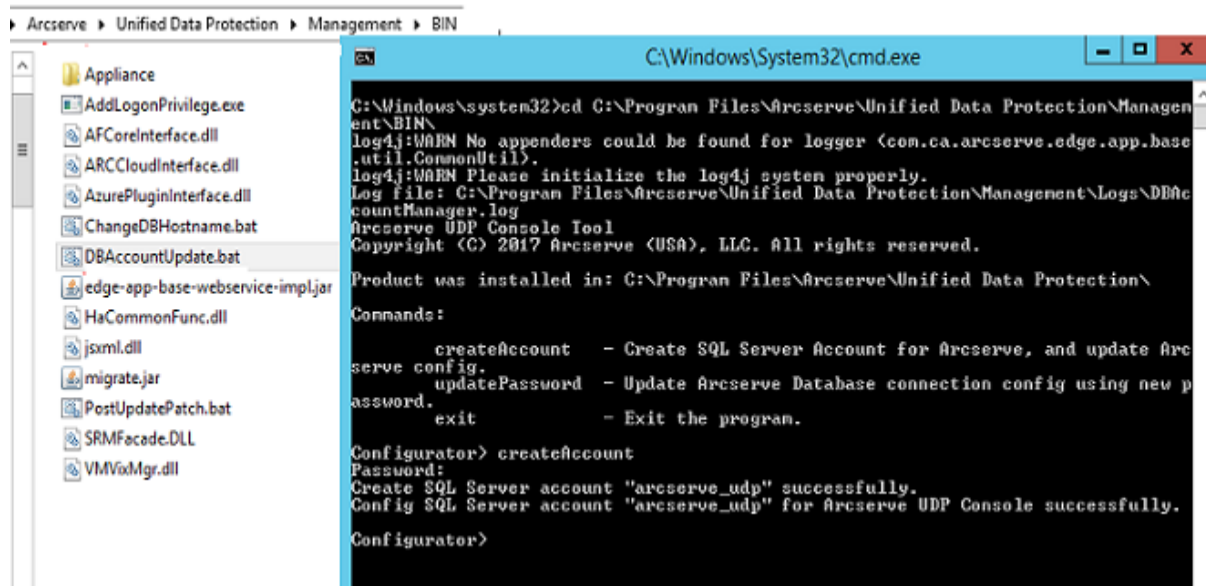 Arcserve ▸ Unified Data Protection ▸ Management ▸ BIN
Appliance
AddLogonPrivilege.exe
AFCoreInterface.dll
ARCCloudInterface.dll
AzurePluginInterface.dll
ChangeDBHostname.bat
DBAccountUpdate.bat
edge-app-base-webservice-impl.jar
HaCommonFunc.dll
jsxml.dll
migrate.jar
PostUpdatePatch.bat
SRMFacade.DLL
VMVixMgr.dll
C:\Windows\System32\cmd.exe
C:\Windows\system32>cd C:\Program Files\Arcserve\Unified Data Protection\Managem
ent\BIN\
log4j:WARN No appenders could be found for logger (com.ca.arcserve.edge.app.base
.util.CommonUtil).
log4j:WARN Please initialize the log4j system properly.
Log file: C:\Program Files\Arcserve\Unified Data Protection\Management\Logs\DBAc
countManager.log
Arcserve UDP Console Tool
Copyright (C) 2017 Arcserve (USA), LLC. All rights reserved.
Product was installed in: C:\Program Files\Arcserve\Unified Data Protection\
Commands:
createAccount - Create SQL Server Account for Arcserve, and update Arc
serve config.
updatePassword - Update Arcserve Database connection config using new p
assword.
exit - Exit the program.
Configurator> createAccount
Password:
Create SQL Server account "arcserve_udp" successfully.
Config SQL Server account "arcserve_udp" for Arcserve UDP Console successfully.
Configurator>